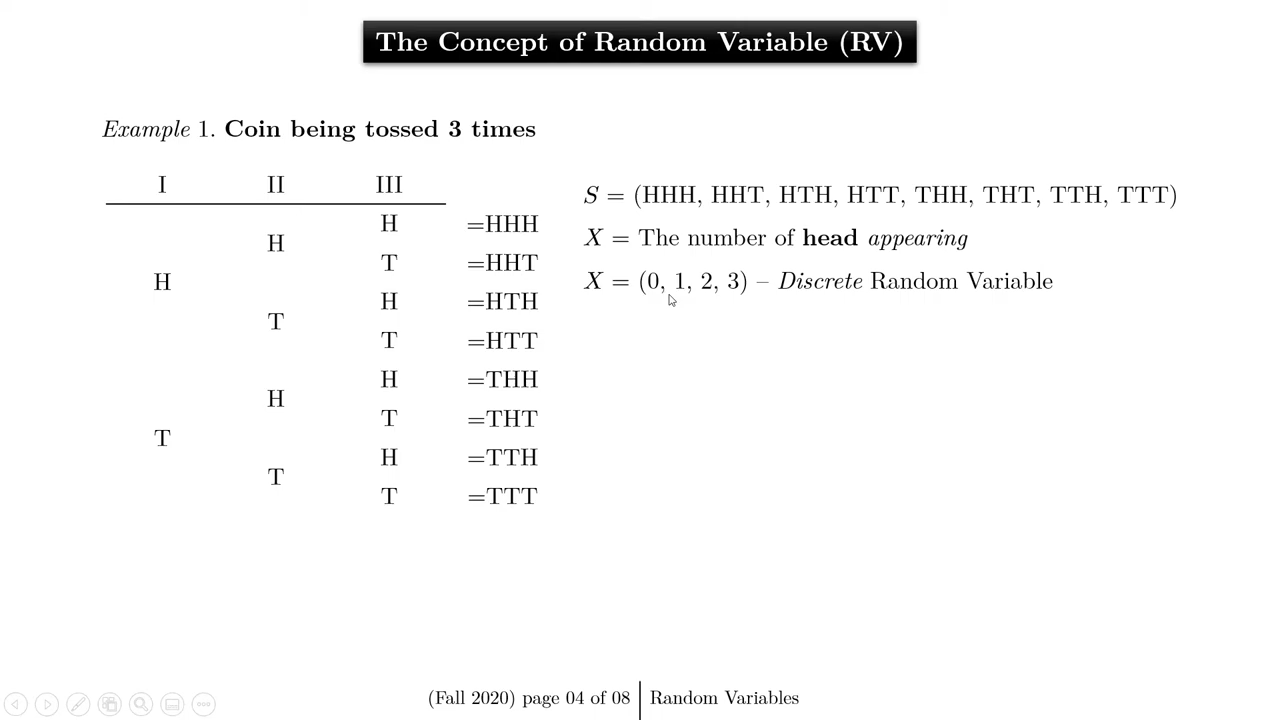 The Concept of Random Variable (RV)
Example 1. Coin being tossed 3 times
I II III
H =HHH
H
T =HHT
H
H =HTH
T
T =HTT
H =THH
H
T =THT
T
H =TTH
T
T =TTT
S = (HHH, HHT, HTH, HTT, THH, THT, TTH, TTT)
X = The number of head appearing
X = (0, 1, 2, 3) – Discrete Random Variable
(Fall 2020) page 04 of 08 Random Variables